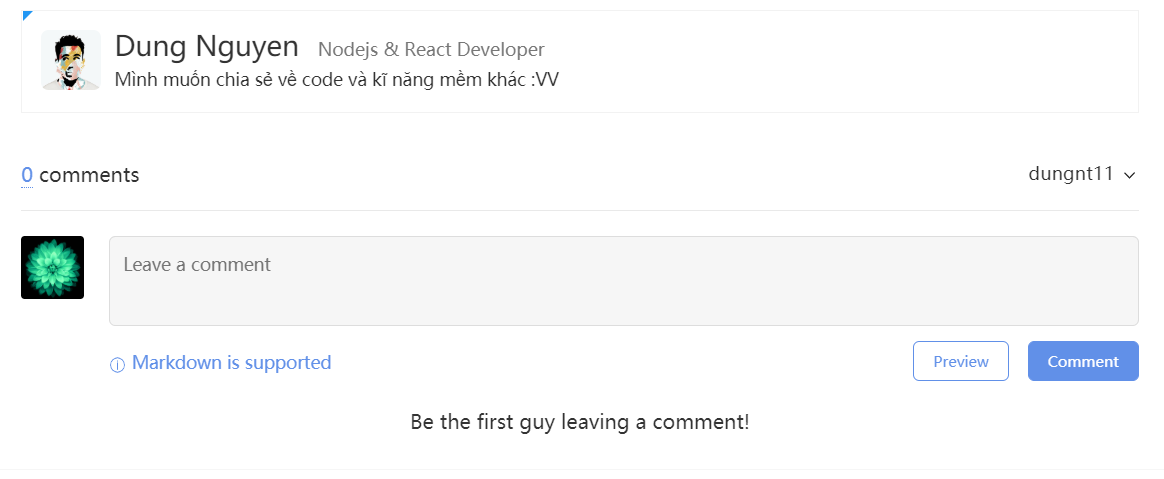 Dung Nguyen Nodejs & React Developer
Mình muốn chia sẻ về code và kĩ năng mềm khác :VV
0 comments dungnt11
Leave a comment
Markdown is supported Preview Comment
Be the first guy leaving a comment!